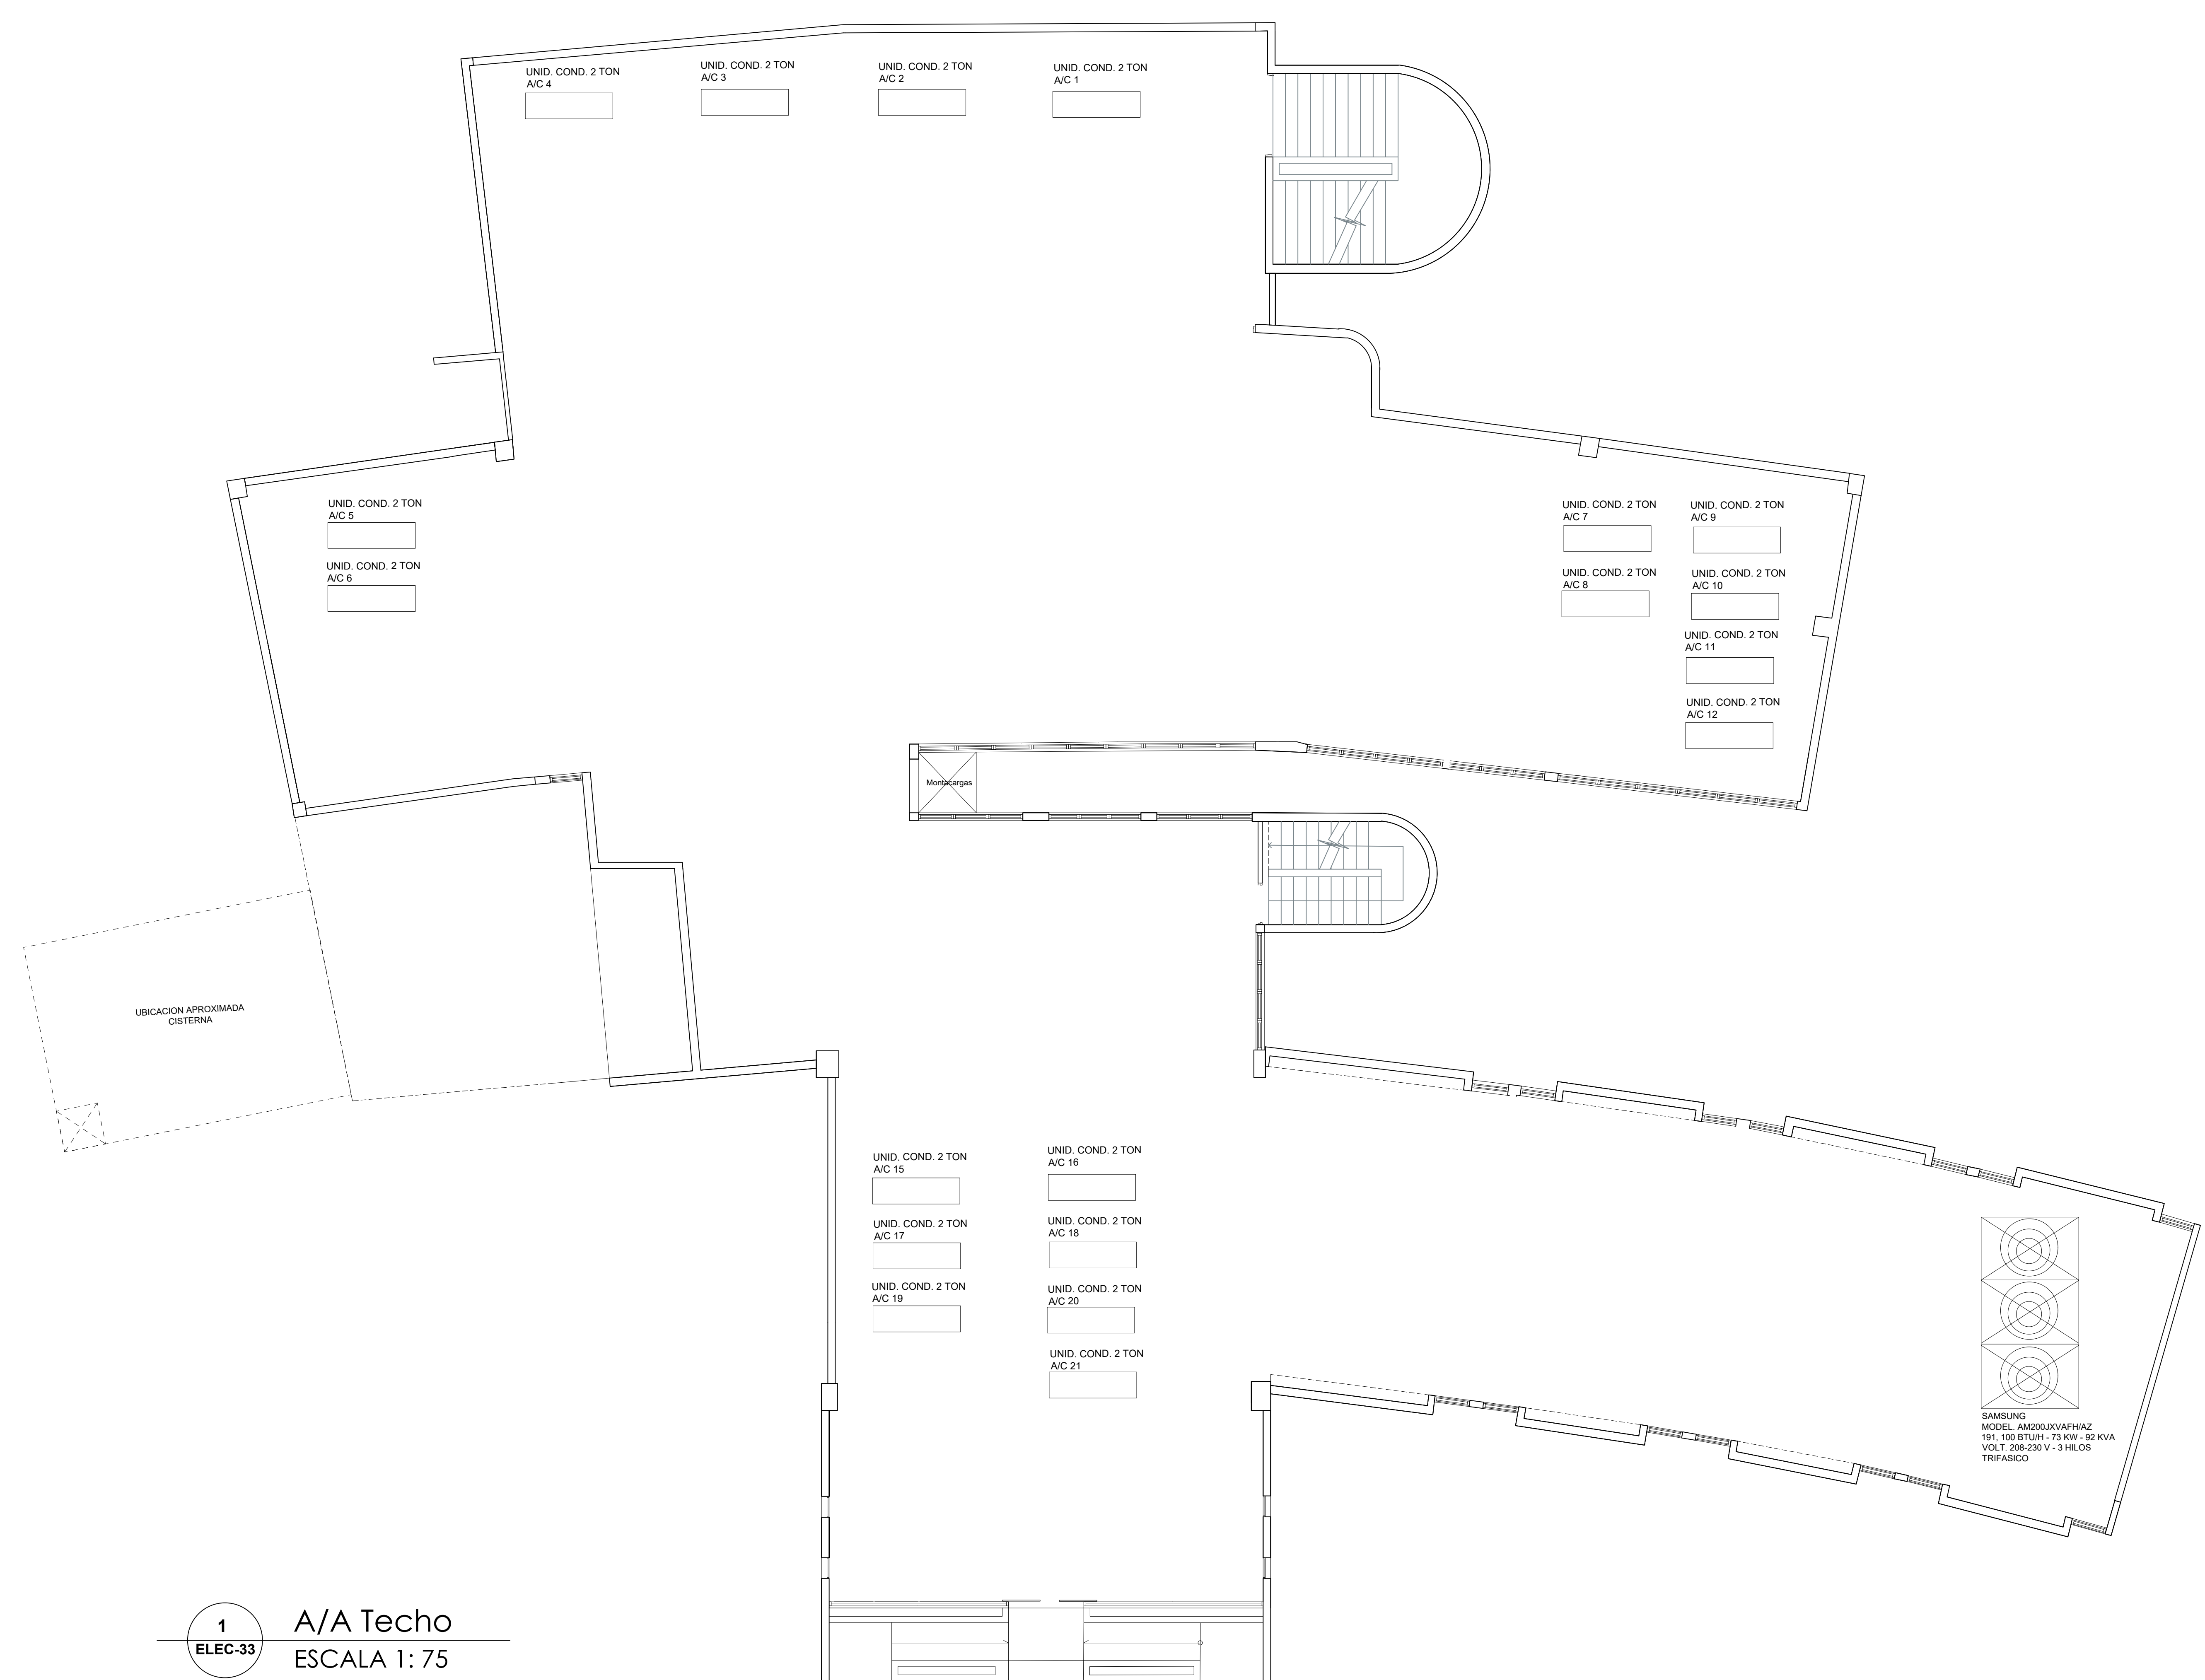 UNID. COND. 2 TON
A/C 4
UNID. COND. 2 TON
A/C 3
UNID. COND. 2 TON
A/C 2
UNID. COND. 2 TON
A/C 1
UNID. COND. 2 TON
A/C 5
UNID. COND. 2 TON
A/C 6
UNID. COND. 2 TON
A/C 7
UNID. COND. 2 TON
A/C 9
UNID. COND. 2 TON
A/C 8
UNID. COND. 2 TON
A/C 10
UNID. COND. 2 TON
A/C 11
UNID. COND. 2 TON
A/C 12
Montacargas
UBICACION APROXIMADA
CISTERNA
UNID. COND. 2 TON
A/C 15
UNID. COND. 2 TON
A/C 16
UNID. COND. 2 TON
A/C 17
UNID. COND. 2 TON
A/C 18
UNID. COND. 2 TON
A/C 19
UNID. COND. 2 TON
A/C 20
UNID. COND. 2 TON
A/C 21
SAMSUNG
MODEL. AM200JXVAFH/AZ
191, 100 BTU/H - 73 KW - 92 KVA
VOLT. 208-230 V - 3 HILOS
TRIFASICO
1
ELEC-33
A/A Techo
ESCALA 1: 75